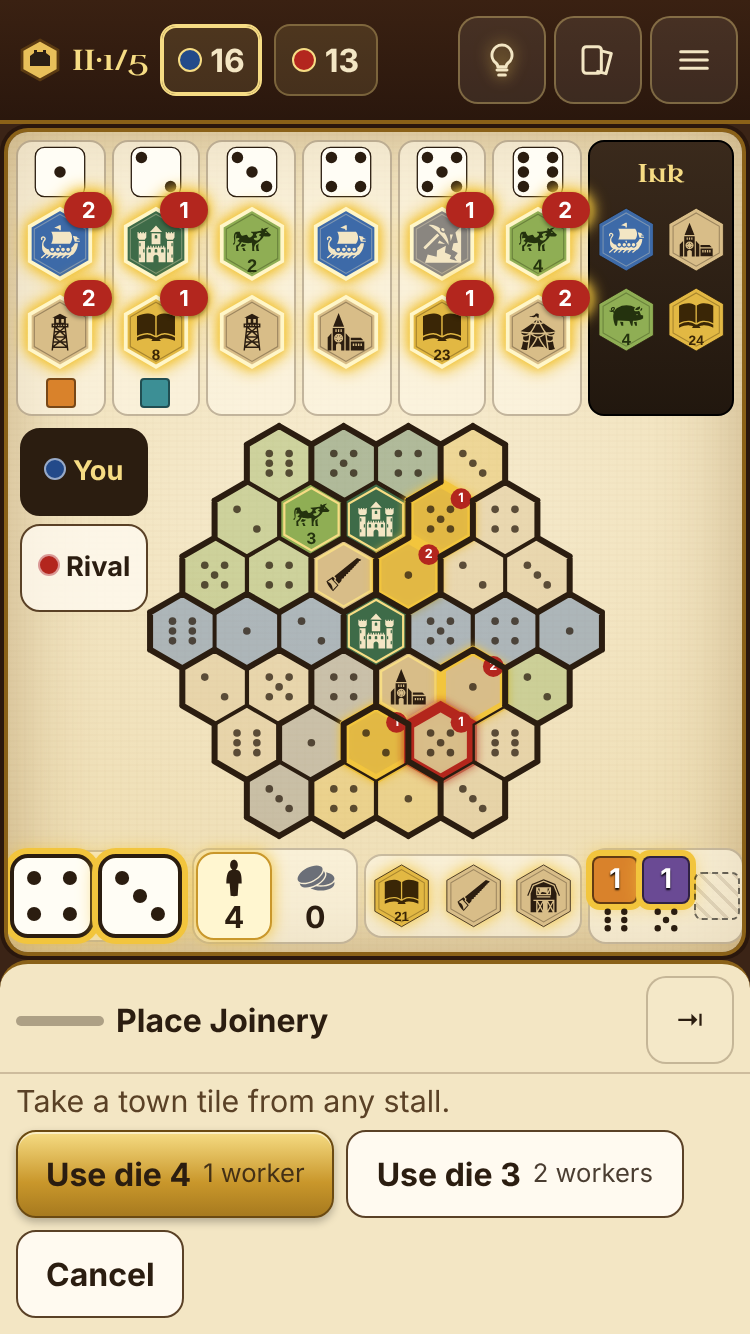 II·1/5 16 13
Ink
2 1 1 2
2 4
2 1 1 2
8 23 4 24
You
Rival
1
3
2
2
1 1
4 0 21 1 1
Place Joinery
Take a town tile from any stall.
Use die 4 1 worker
Use die 3 2 workers
Cancel